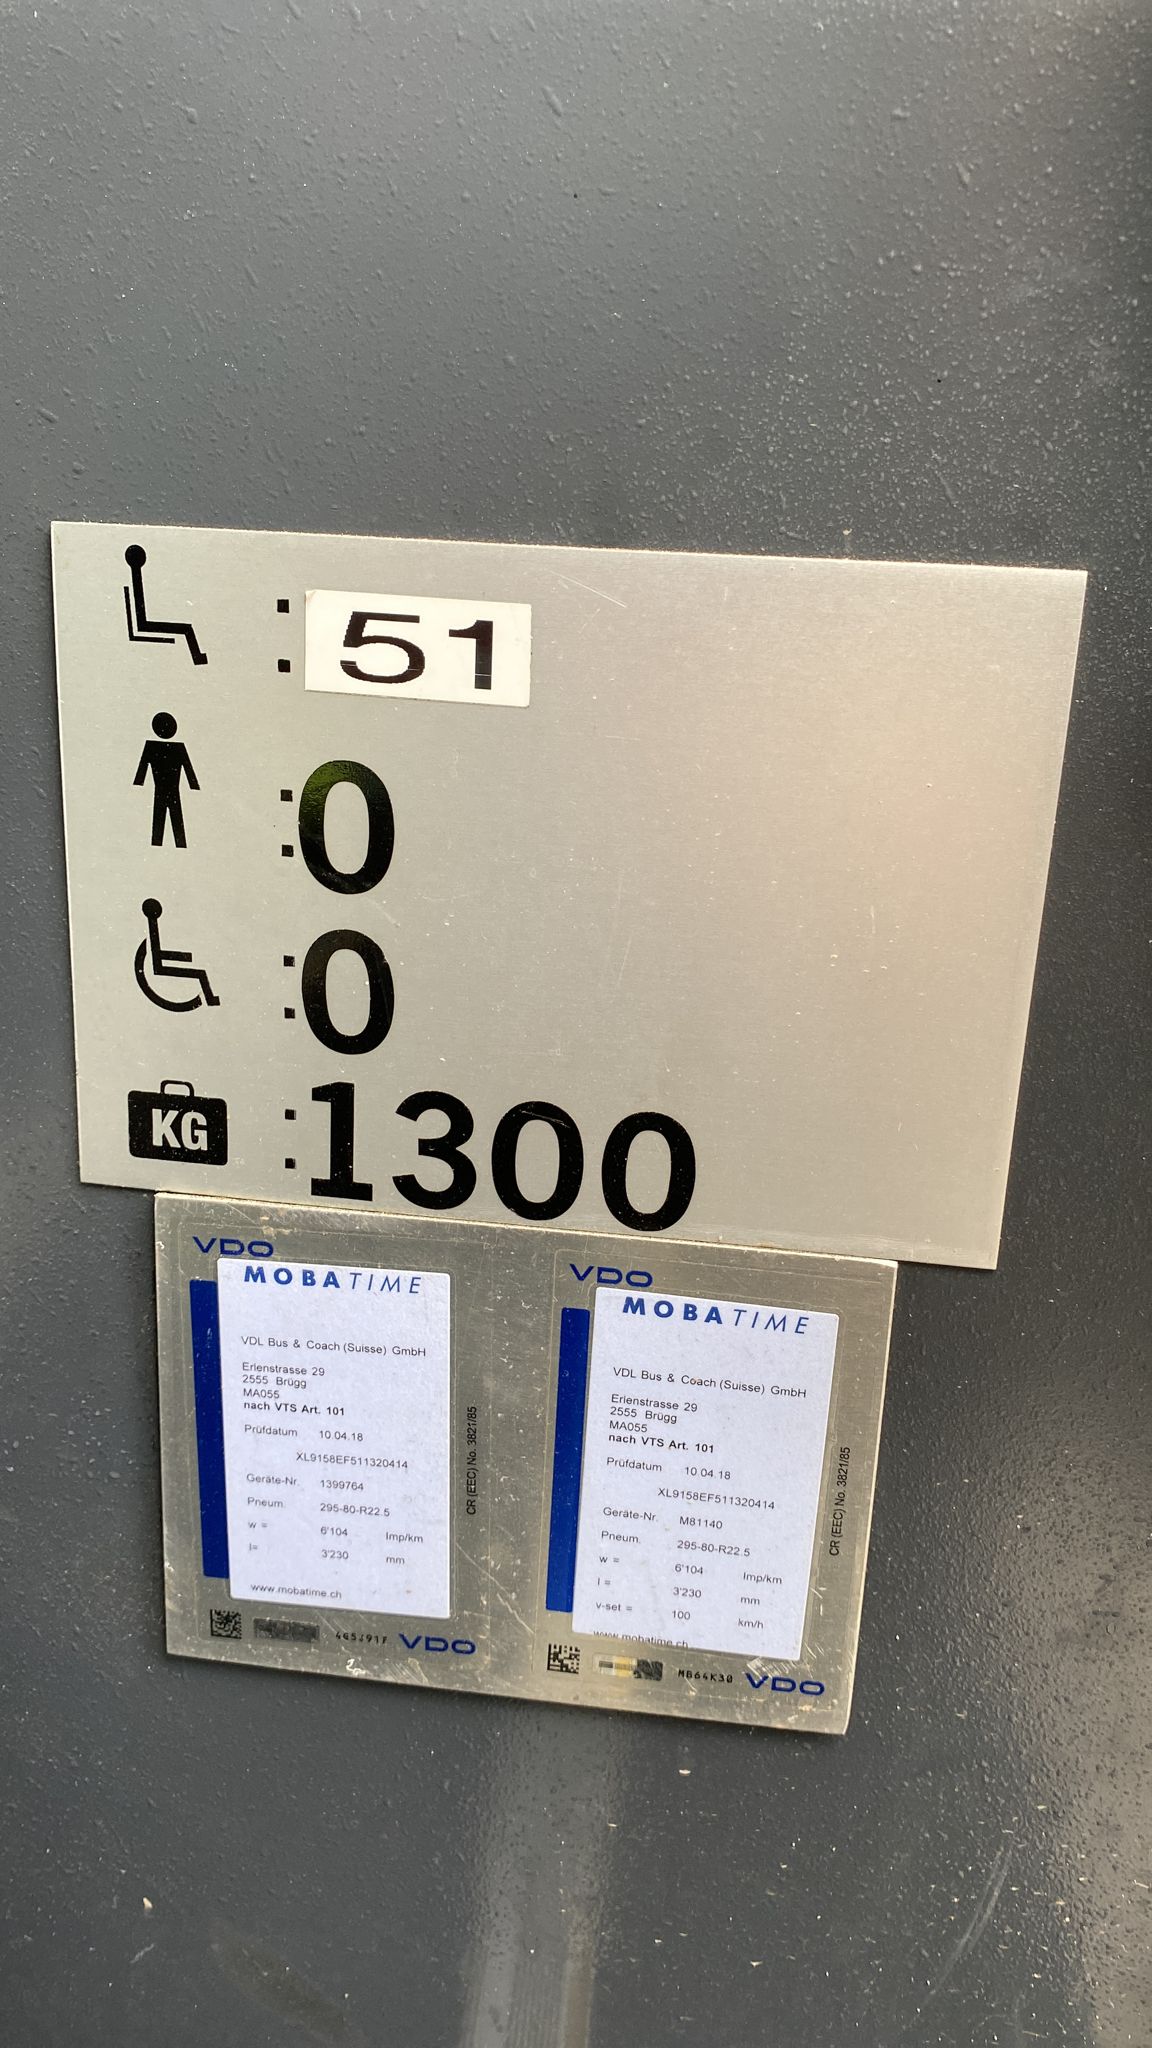 : 51
:0
:0
KG :1300
VDO
MOBATIME
VDL Bus & Coach (Suisse) GmbH
Erlenstrasse 29
2555 Brügg
MA055
nach VTS Art. 101
Prüfdatum 10.04.18
XL9158EF511320414
Geräte-Nr. 1399764
Pneum. 295-80-R22.5
w = 6'104 Imp/km
l= 3'230 mm
www.mobatime.ch
CR (EEC) No. 3821/85
VDO
VDO
MOBATIME
VDL Bus & Coach (Suisse) GmbH
Erlenstrasse 29
2555 Brügg
MA055
nach VTS Art. 101
Prüfdatum 10.04.18
XL9158EF511320414
Geräte-Nr. M81140
Pneum. 295-80-R22.5
w = 6'104 Imp/km
l = 3'230 mm
v-set = 100 km/h
www.mobatime.ch
CR (EEC) No. 3821/85
MB64K30 VDO